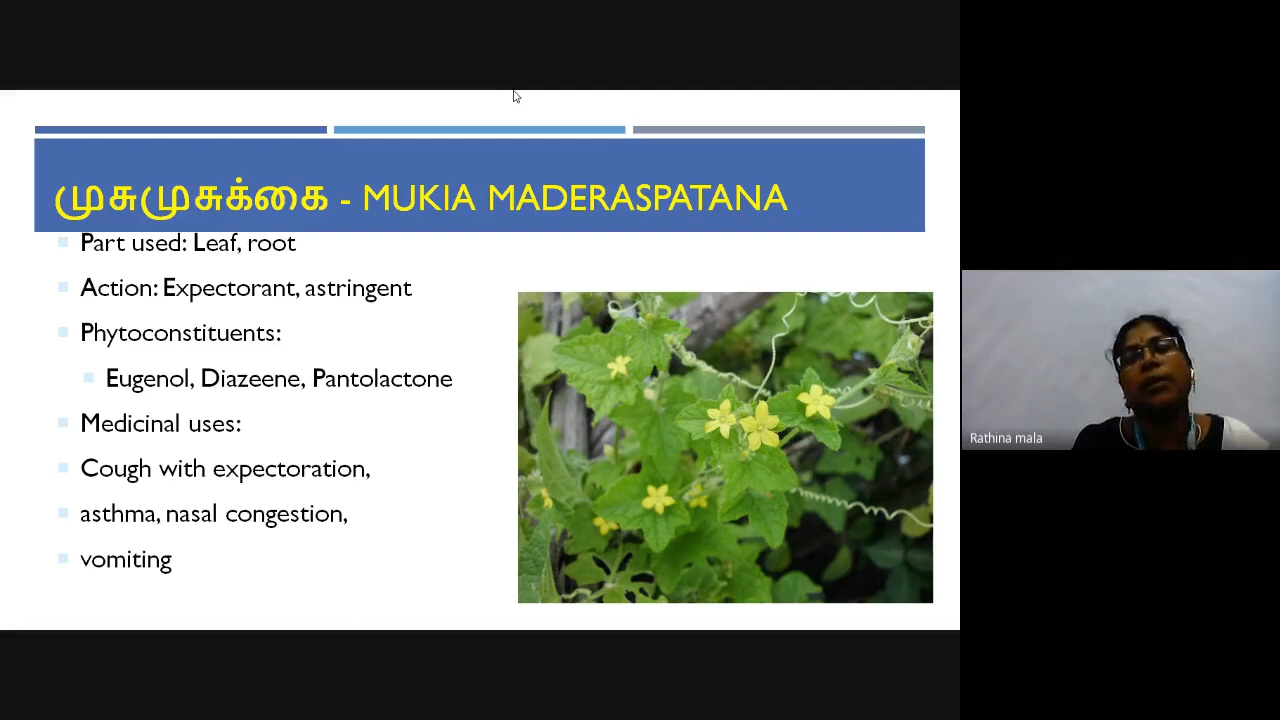 முசுமுசுக்கை - MUKIA MADERASPATANA
Part used: Leaf, root
Action: Expectorant, astringent
Phytoconstituents:
Eugenol, Diazeene, Pantolactone
Medicinal uses:
Cough with expectoration,
asthma, nasal congestion,
vomiting
Rathina mala